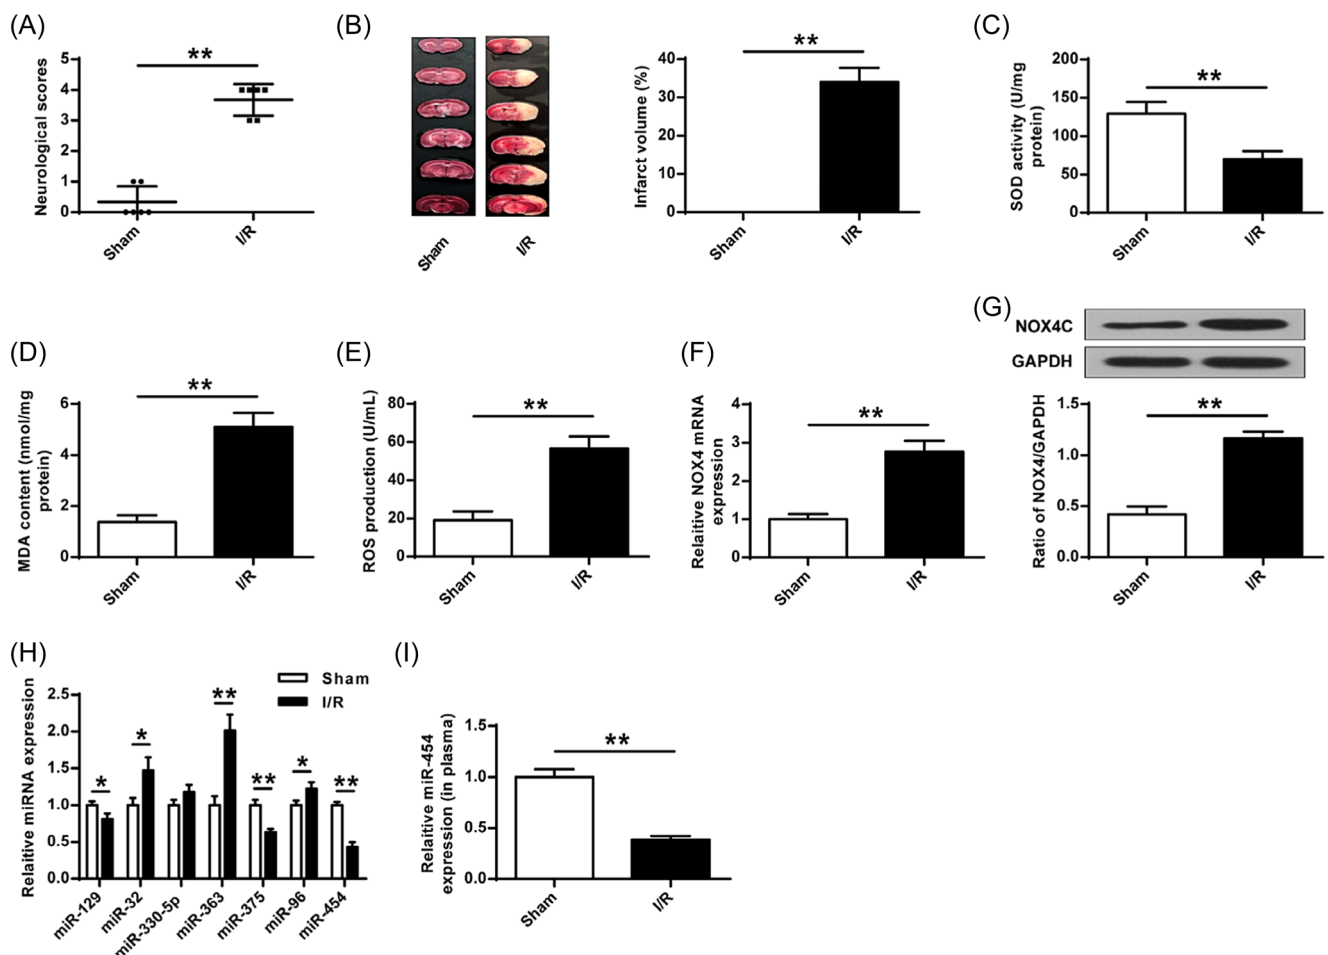 (A)
Neurological scores
5
4
3
2
1
0
**
Sham
I/R
(B)
Sham
I/R
Infarct volume (%)
40
30
20
10
0
**
Sham
I/R
(C)
SOD activity (U/mg
protein)
200
150
100
50
0
**
Sham
I/R
(D)
MDA content (nmol/mg
protein)
6
4
2
0
**
Sham
I/R
(E)
ROS production (U/mL)
80
60
40
20
0
**
Sham
I/R
(F)
Relaitive NOX4 mRNA
expression
4
3
2
1
0
**
Sham
I/R
(G)
NOX4C
GAPDH
Ratio of NOX4/GAPDH
1.5
1.0
0.5
0.0
**
Sham
I/R
(H)
Relaitive miRNA expression
2.5
2.0
1.5
1.0
0.5
0.0
Sham
I/R
*
*
**
**
*
**
miR-129
miR-32
miR-330-5p
miR-363
miR-375
miR-96
miR-454
(I)
Relaitive miR-454
expression (in plasma)
1.5
1.0
0.5
0.0
**
Sham
I/R